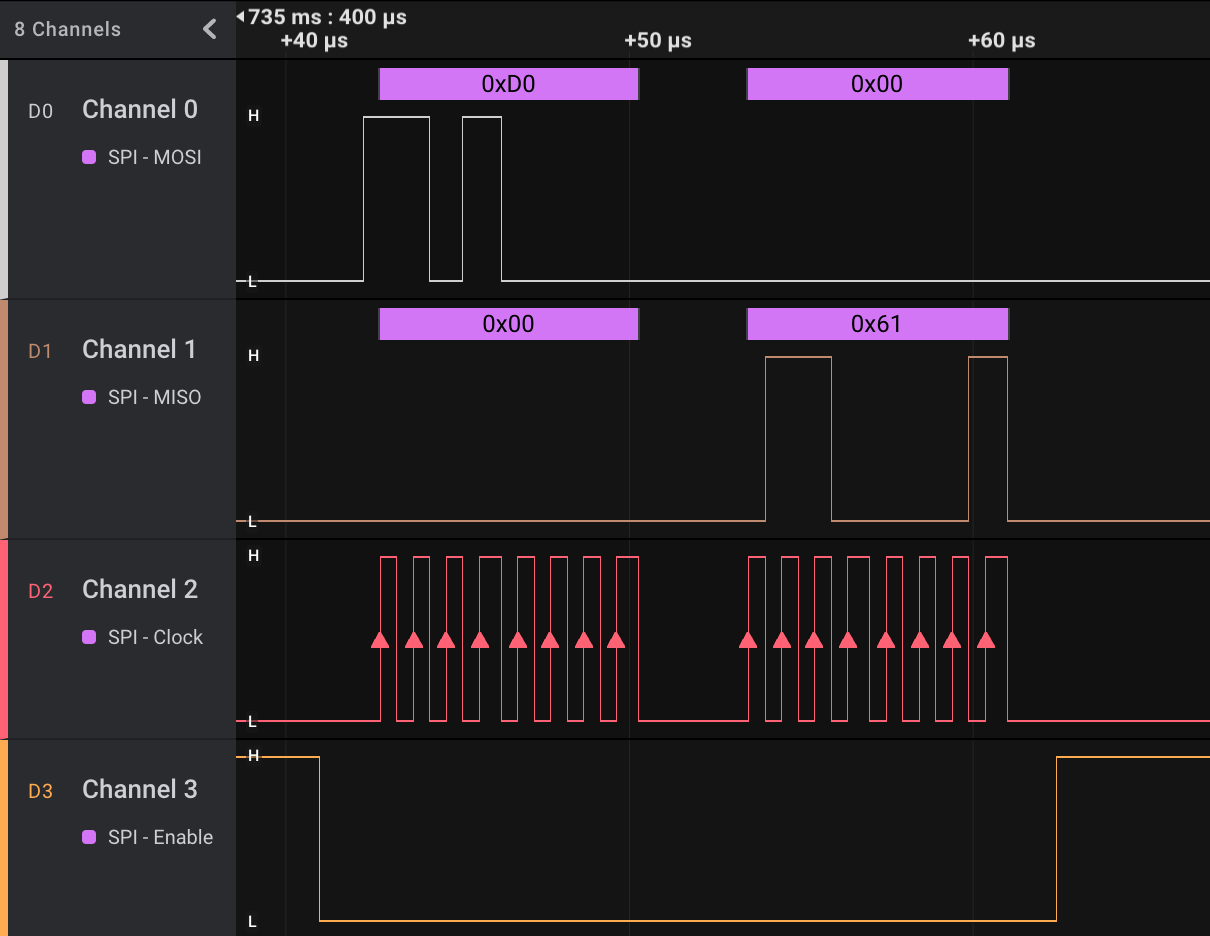 8 Channels
735 ms : 400 µs
+40 µs +50 µs +60 µs
0xD0 0x00
D0 Channel 0
H
SPI - MOSI
L
0x00 0x61
D1 Channel 1
H
SPI - MISO
L
H
D2 Channel 2
SPI - Clock
L
H
D3 Channel 3
SPI - Enable
L